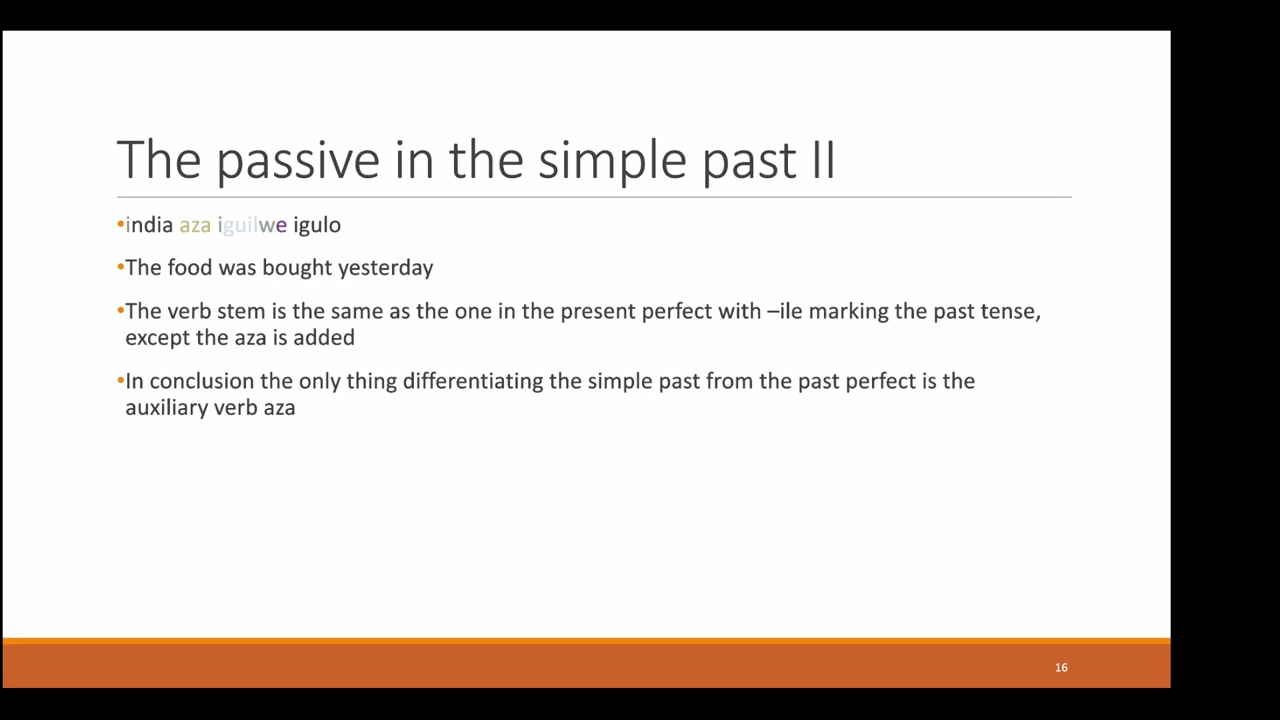 The passive in the simple past II
•india aza iguilwe igulo
•The food was bought yesterday
•The verb stem is the same as the one in the present perfect with –ile marking the past tense,
except the aza is added
•In conclusion the only thing differentiating the simple past from the past perfect is the
auxiliary verb aza
16